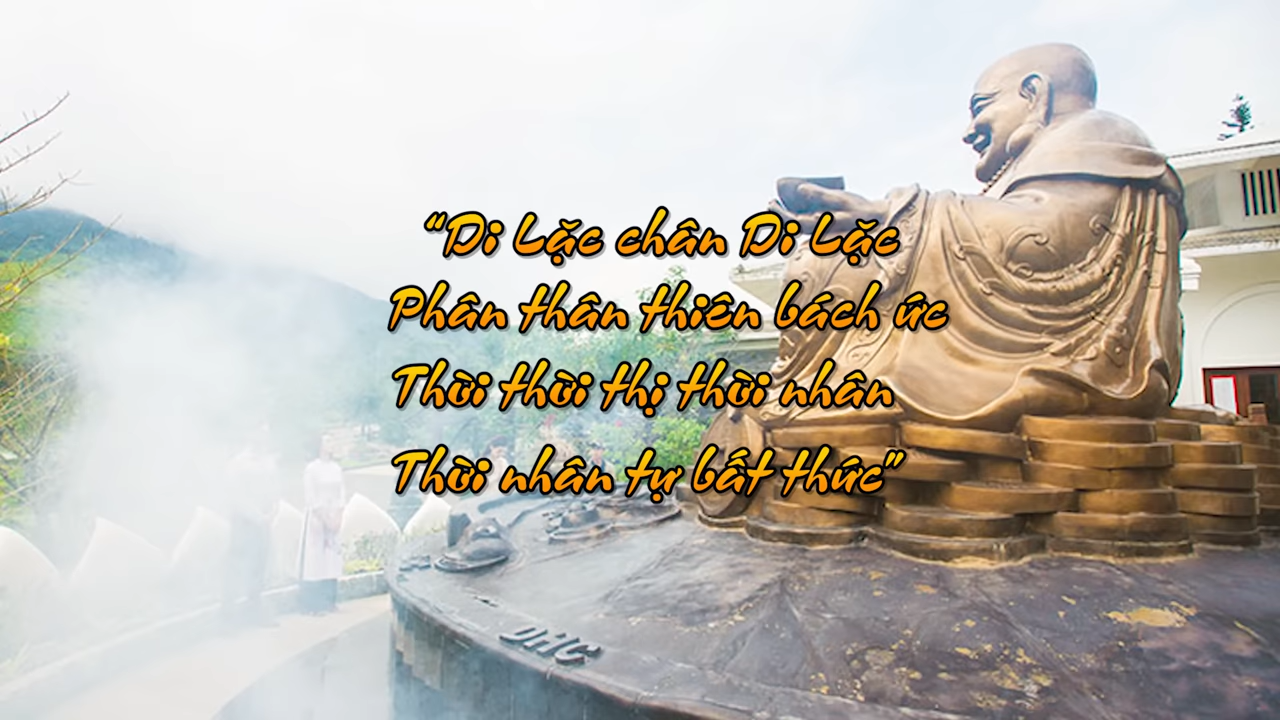 “Di Lặc chân Di Lặc
Phân thân thiên bách ức
Thời thời thị thời nhân
Thời nhân tự bất thức”